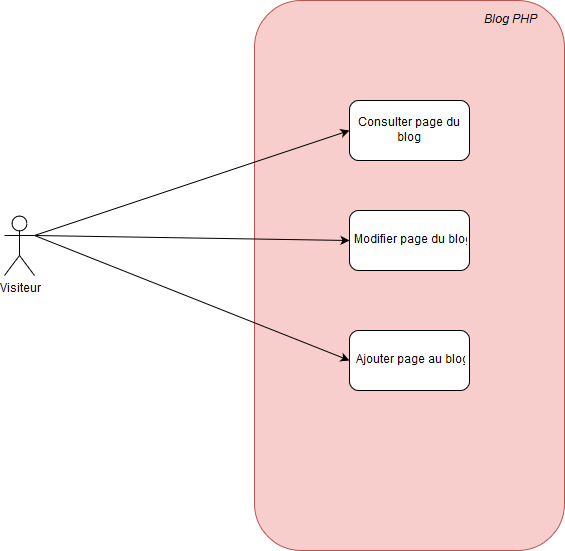 Blog PHP
Consulter page du
blog
Modifier page du blog
Visiteur
Ajouter page au blog